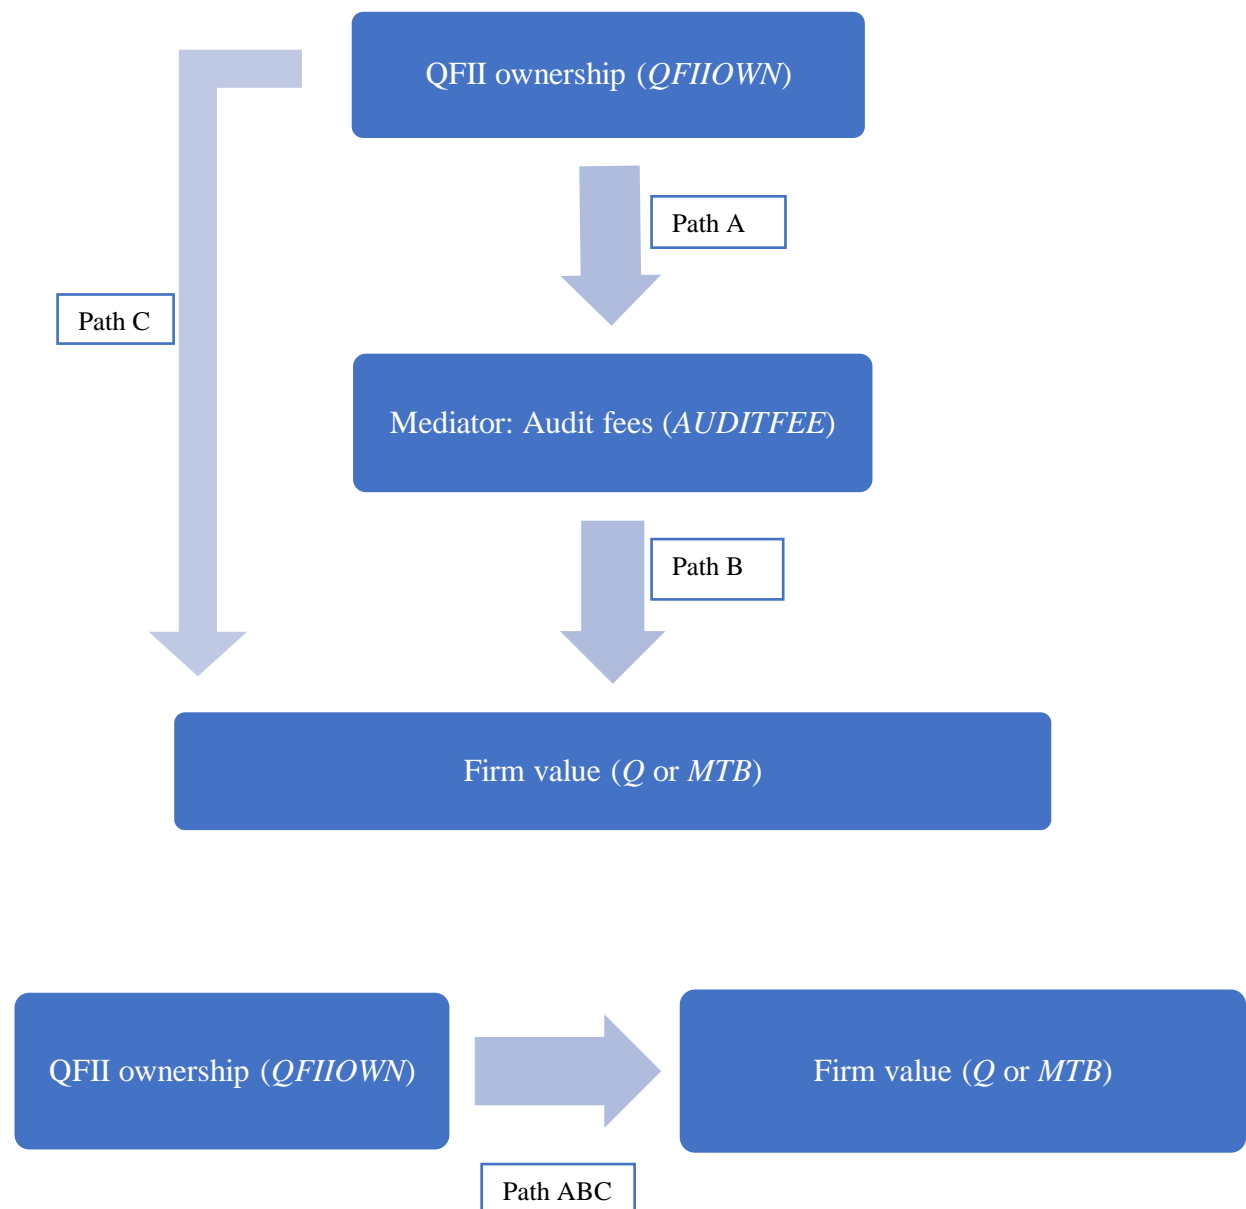 QFII ownership (QFIIOWN)
Path A
Path C
Mediator: Audit fees (AUDITFEE)
Path B
Firm value (Q or MTB)
QFII ownership (QFIIOWN)
Firm value (Q or MTB)
Path ABC